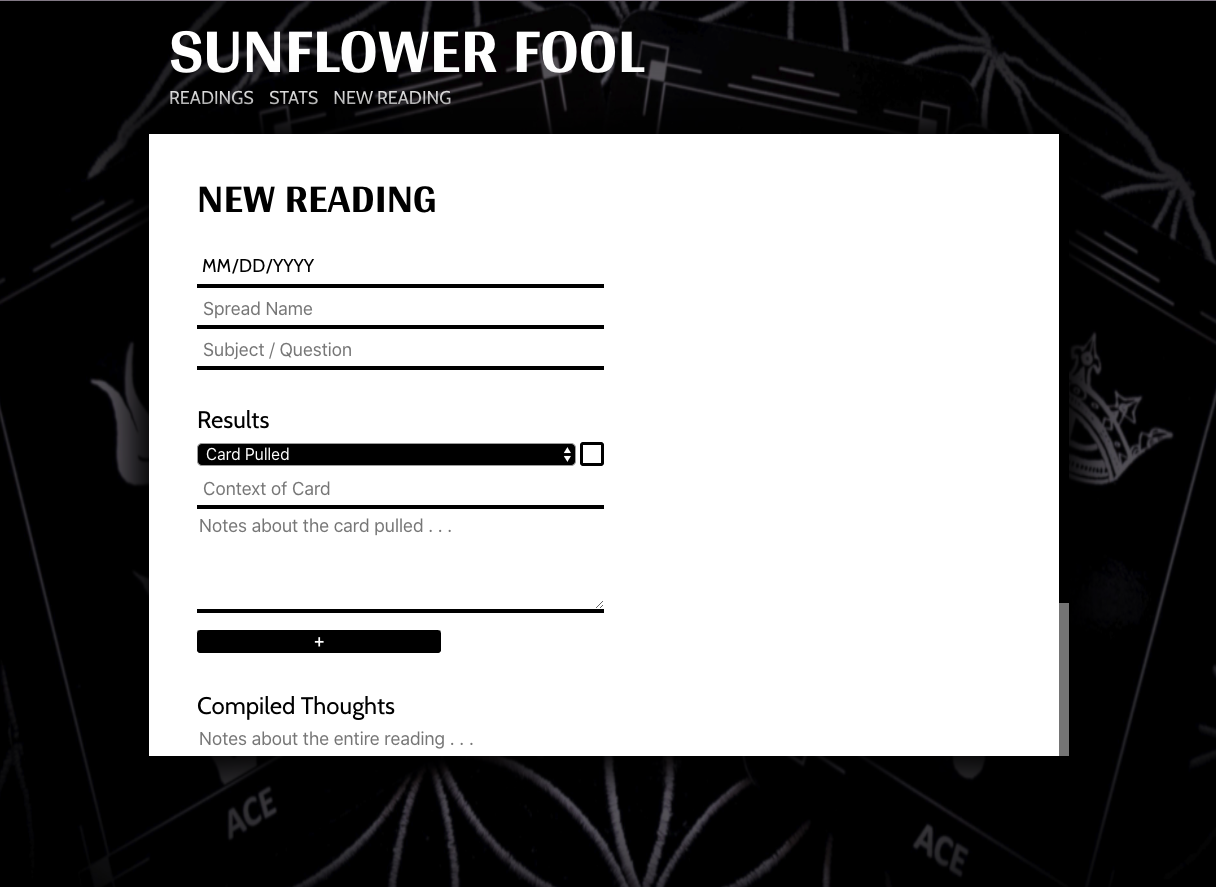 SUNFLOWER FOOL
READINGS STATS NEW READING
NEW READING
MM/DD/YYYY
Spread Name
Subject / Question
Results
Card Pulled
Context of Card
Notes about the card pulled . . .
+
Compiled Thoughts
Notes about the entire reading . . .
ACE
ACE